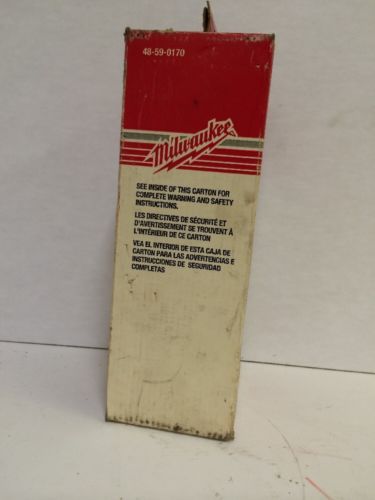 48-59-0170
Milwaukee
SEE INSIDE OF THIS CARTON FOR
COMPLETE WARNING AND SAFETY
INSTRUCTIONS.
LES DIRECTIVES DE SÉCURITÉ ET
D'AVERTISSEMENT SE TROUVENT À
L'INTÉRIEUR DE CE CARTON
VEA EL INTERIOR DE ESTA CAJA DE
CARTON PARA LAS ADVERTENCIAS E
INSTRUCCIONES DE SEGURIDAD
COMPLETAS